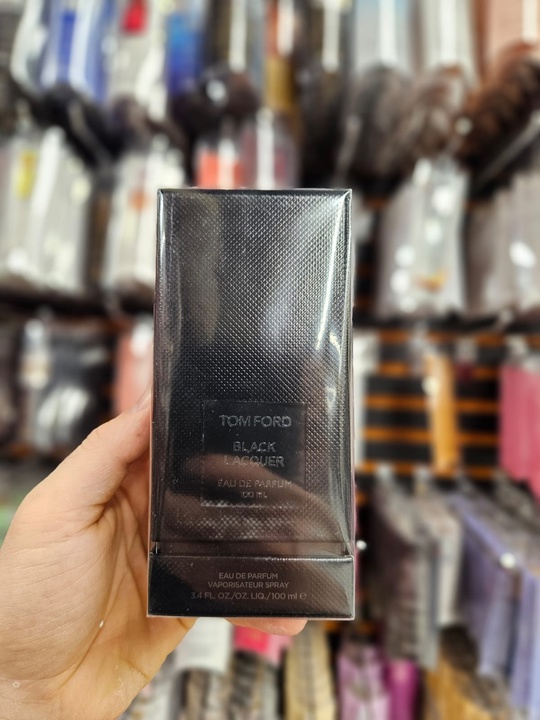 TOM FORD
BLACK
LACQUER
EAU DE PARFUM
100 ML
EAU DE PARFUM
VAPORISATEUR SPRAY
3.4 FL. OZ./OZ. LIQ./100 ml ℮